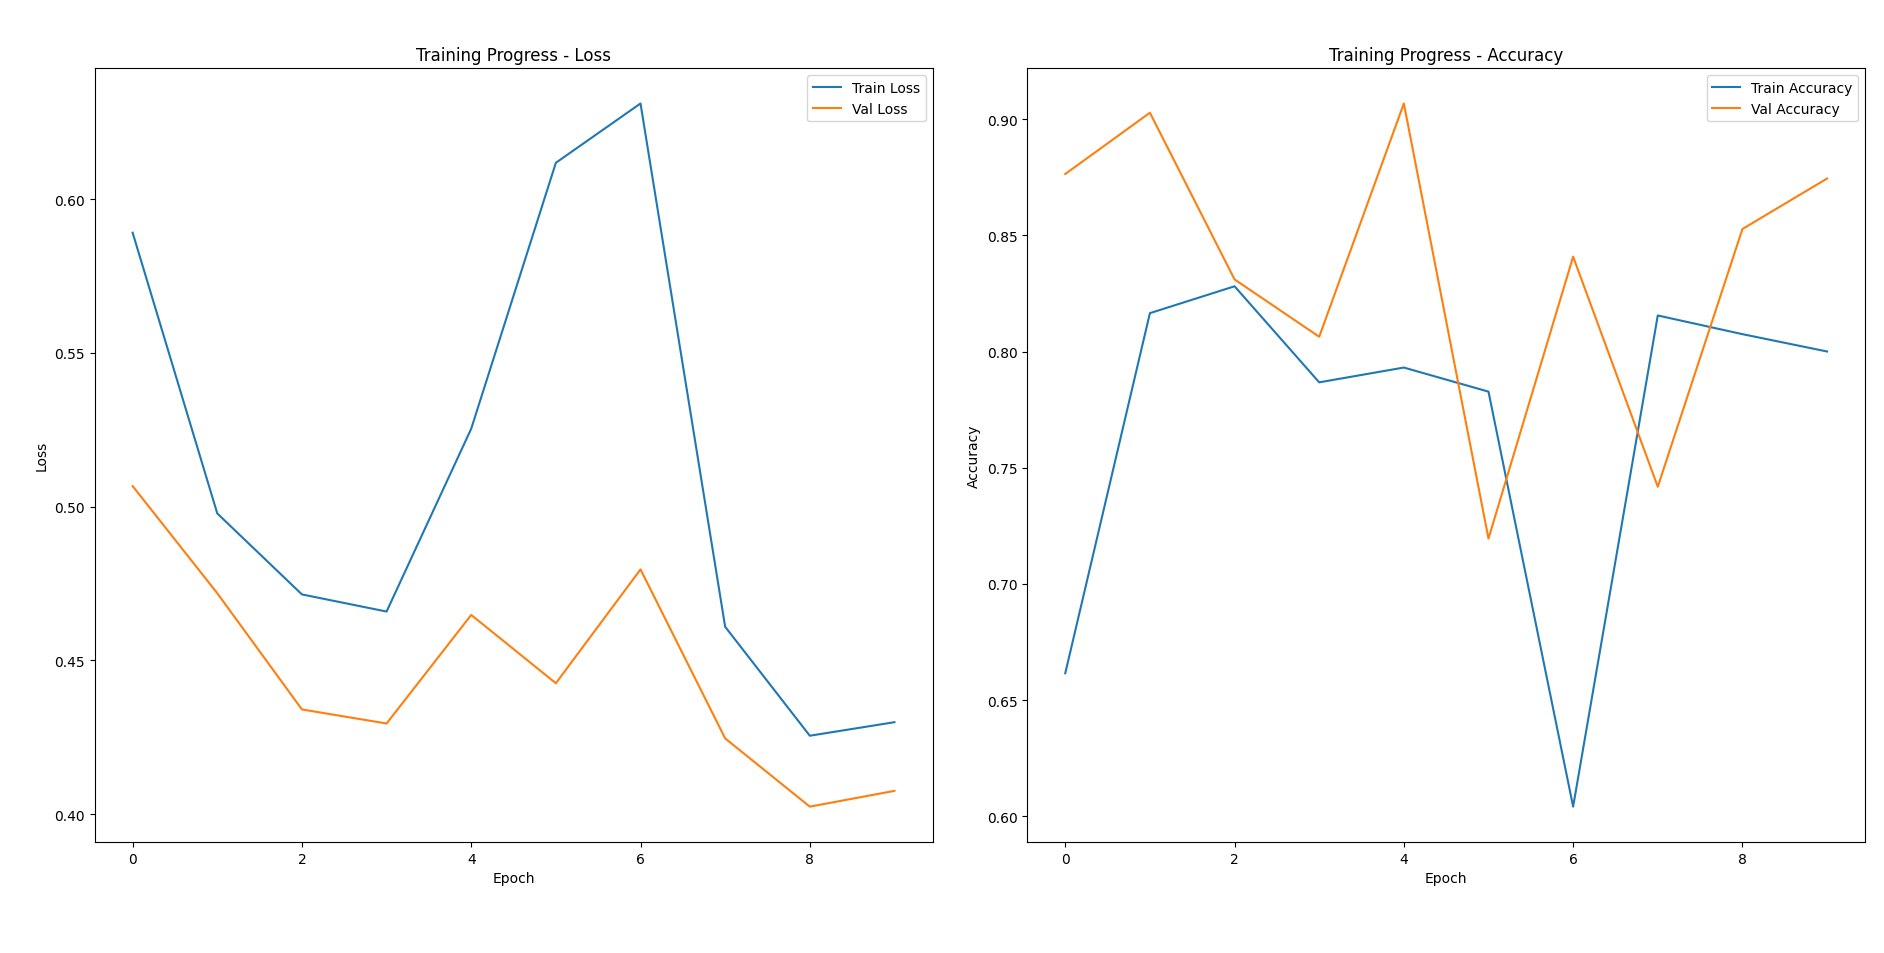 Training Progress - Loss
Train Loss
Val Loss
0.60
0.55
0.50
0.45
0.40
Loss
0 2 4 6 8
Epoch
Training Progress - Accuracy
Train Accuracy
Val Accuracy
0.90
0.85
0.80
0.75
0.70
0.65
0.60
Accuracy
0 2 4 6 8
Epoch